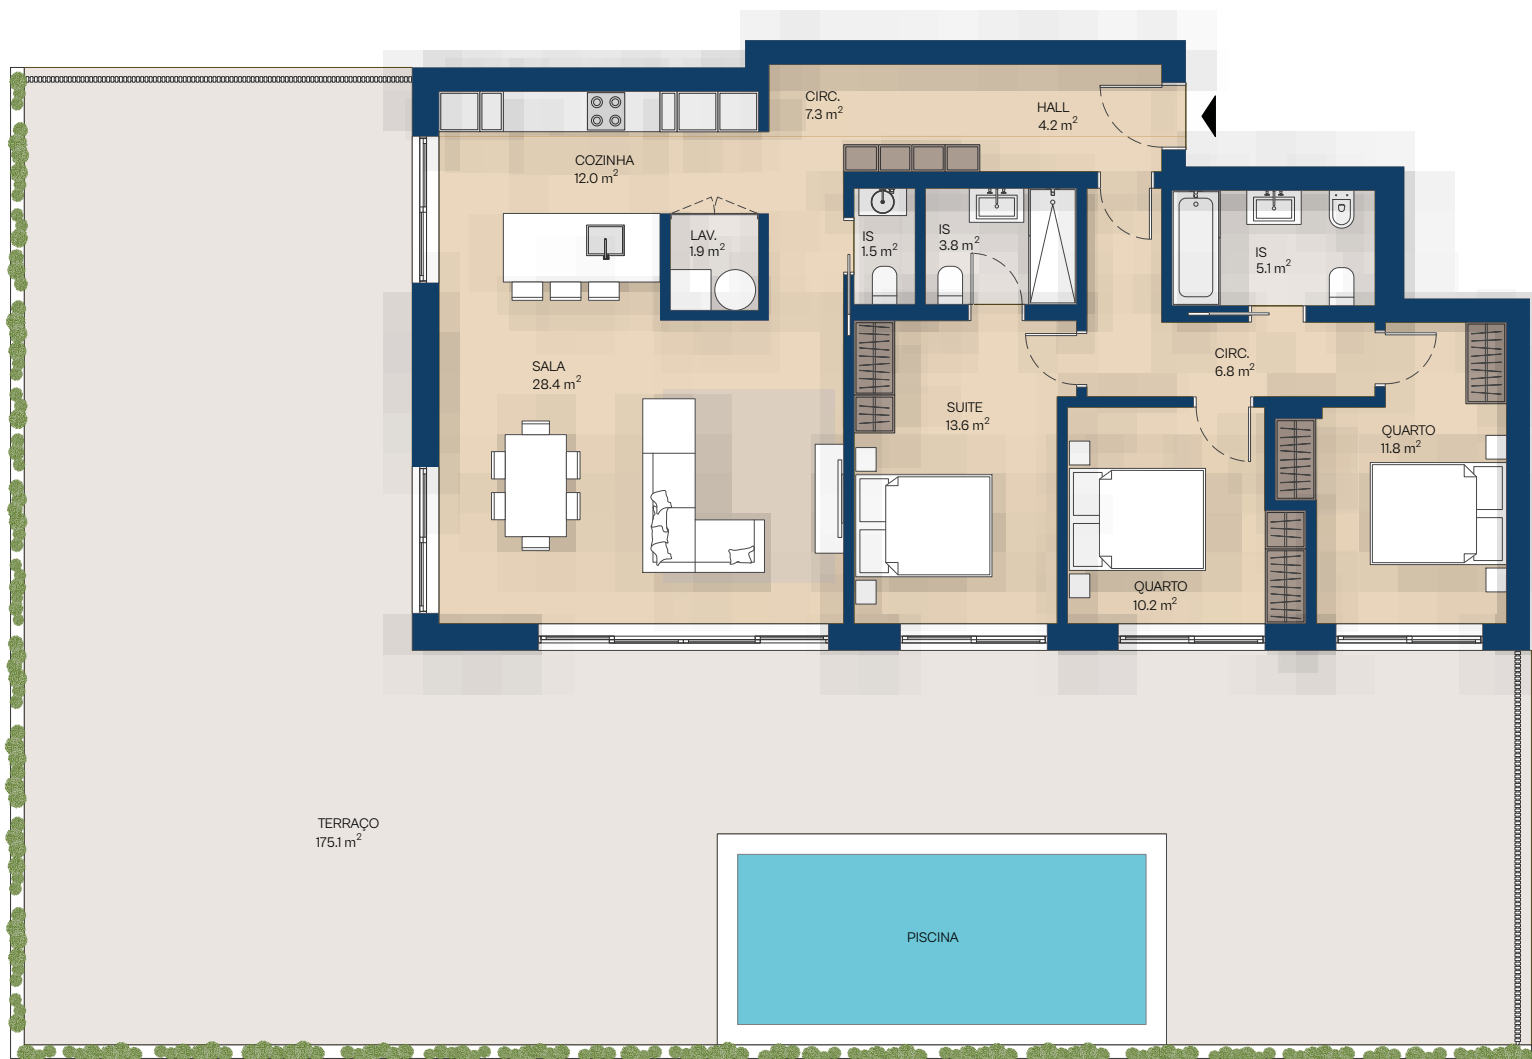 CIRC.
7.3 m²
HALL
4.2 m²
COZINHA
12.0 m²
LAV.
1.9 m²
IS
1.5 m²
IS
3.8 m²
IS
5.1 m²
SALA
28.4 m²
CIRC.
6.8 m²
SUITE
13.6 m²
QUARTO
11.8 m²
QUARTO
10.2 m²
TERRAÇO
175.1 m²
PISCINA